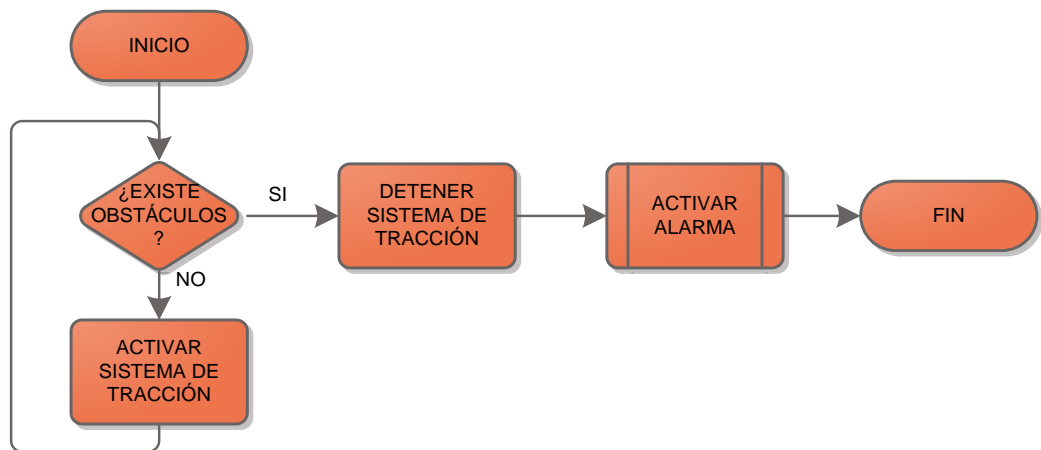 INICIO
¿EXISTE
OBSTÁCULOS
?
SI
DETENER
SISTEMA DE
TRACCIÓN
ACTIVAR
ALARMA
FIN
NO
ACTIVAR
SISTEMA DE
TRACCIÓN